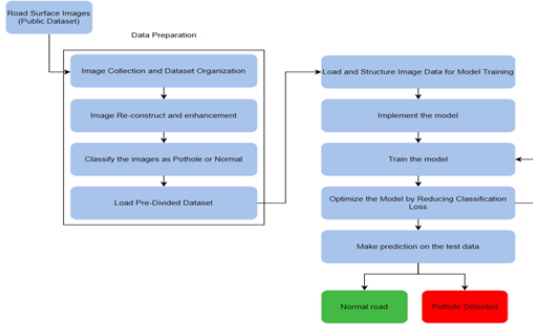 Road Surface Images
(Public Dataset)
Data Preparation
Image Collection and Dataset Organization
Image Re-construct and enhancement
Classify the images as Pothole or Normal
Load Pre-Divided Dataset
Load and Structure Image Data for Model Training
Implement the model
Train the model
Optimize the Model by Reducing Classification
Loss
Make prediction on the test data
Normal road
Pothole Detected